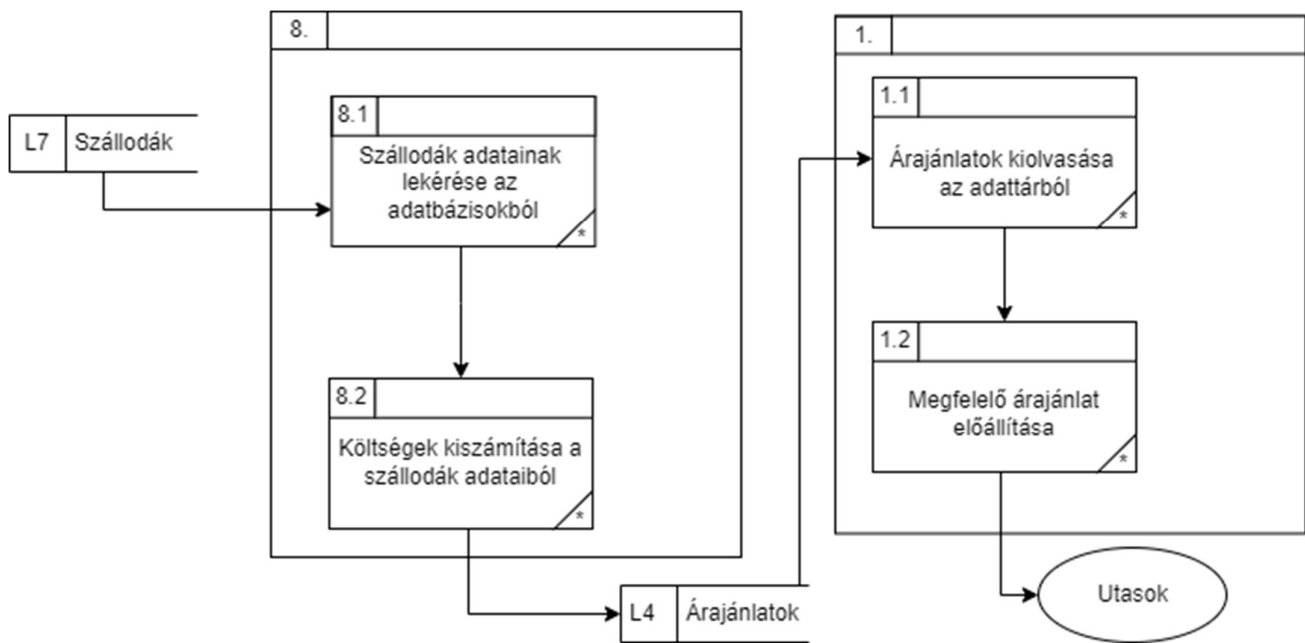 L7
Szállodák
8.
8.1
Szállodák adatainak
lekérése az
adatbázisokból
*
8.2
Költségek kiszámítása a
szállodák adataiból
*
L4
Árajánlatok
1.
1.1
Árajánlatok kiolvasása
az adattárból
*
1.2
Megfelelő árajánlat
előállítása
*
Utasok